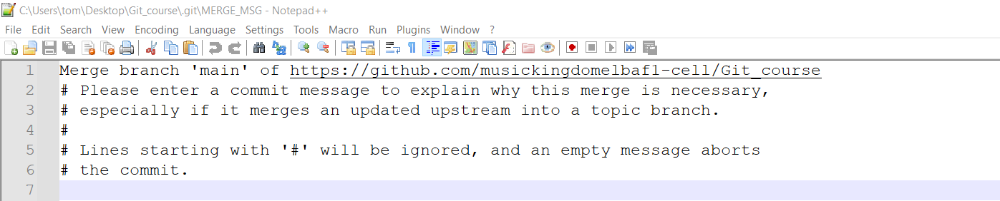 C:\Users\tom\Desktop\Git_course\.git\MERGE_MSG - Notepad++
File Edit Search View Encoding Language Settings Tools Macro Run Plugins Window ?
1 Merge branch 'main' of https://github.com/musickingdomelbaf1-cell/Git_course
2 # Please enter a commit message to explain why this merge is necessary,
3 # especially if it merges an updated upstream into a topic branch.
4 #
5 # Lines starting with '#' will be ignored, and an empty message aborts
6 # the commit.
7